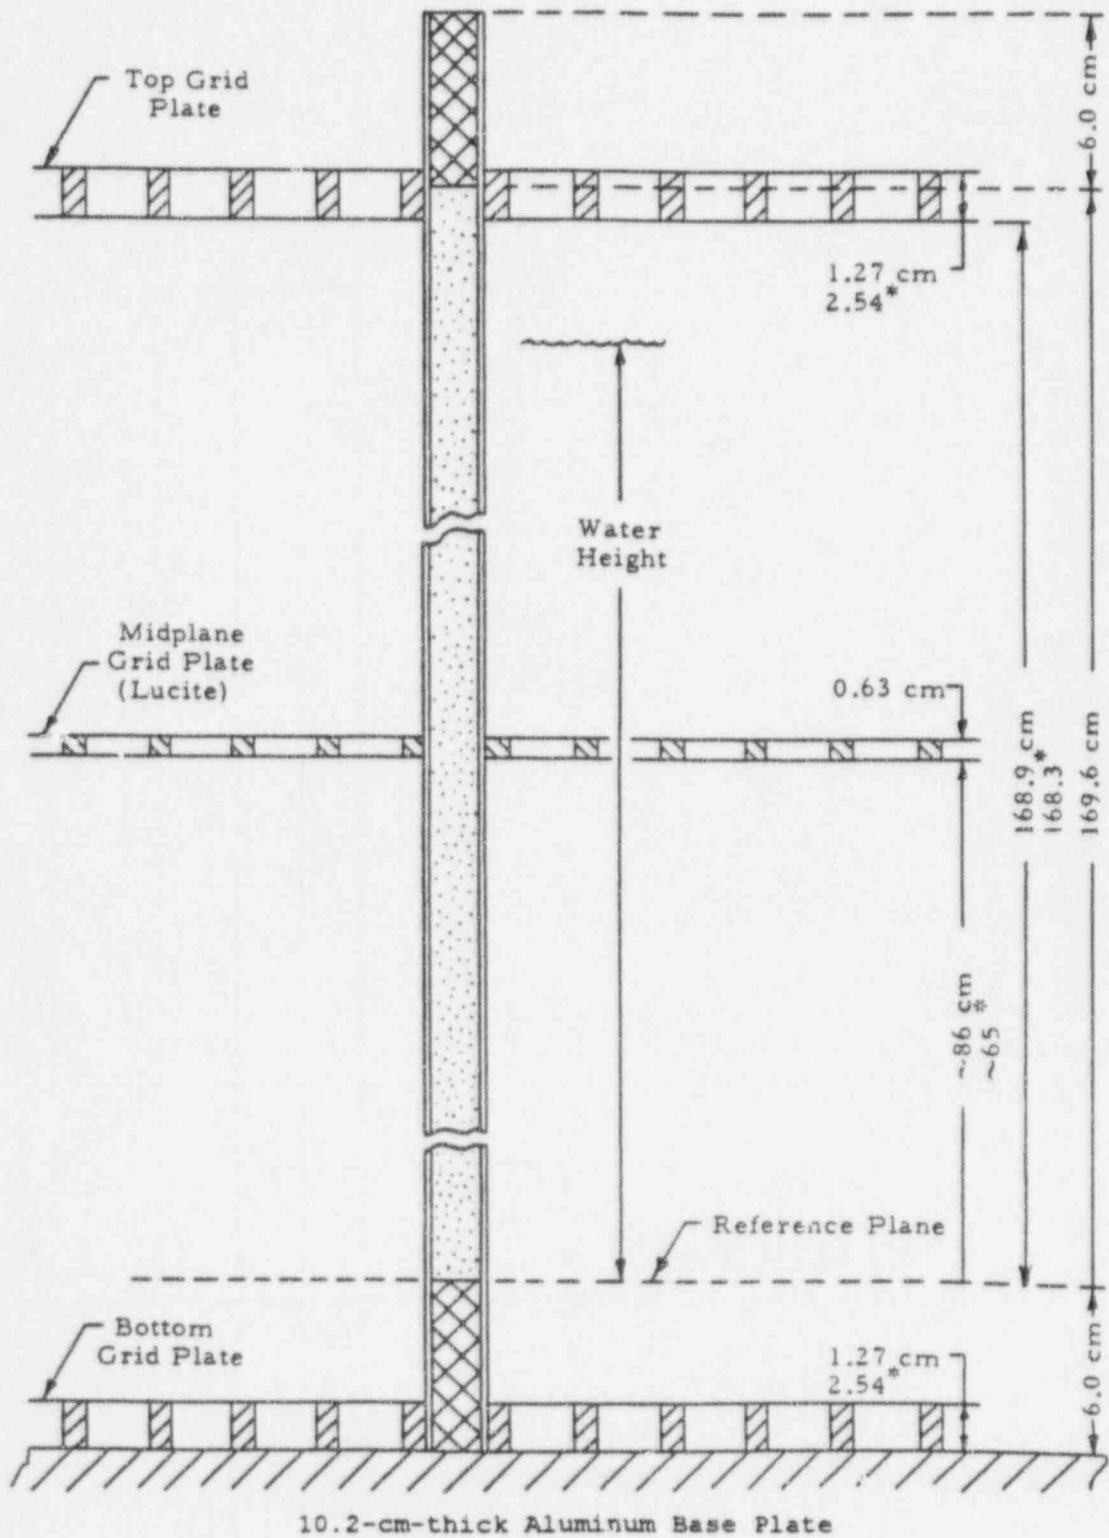 Top Grid
Plate
6.0 cm
1.27 cm
2.54*
Water
Height
Midplane
Grid Plate
(Lucite)
0.63 cm
168.9* cm
168.3
169.6 cm
~86 cm
~65*
Reference Plane
Bottom
Grid Plate
1.27 cm
2.54*
6.0 cm
10.2-cm-thick Aluminum Base Plate